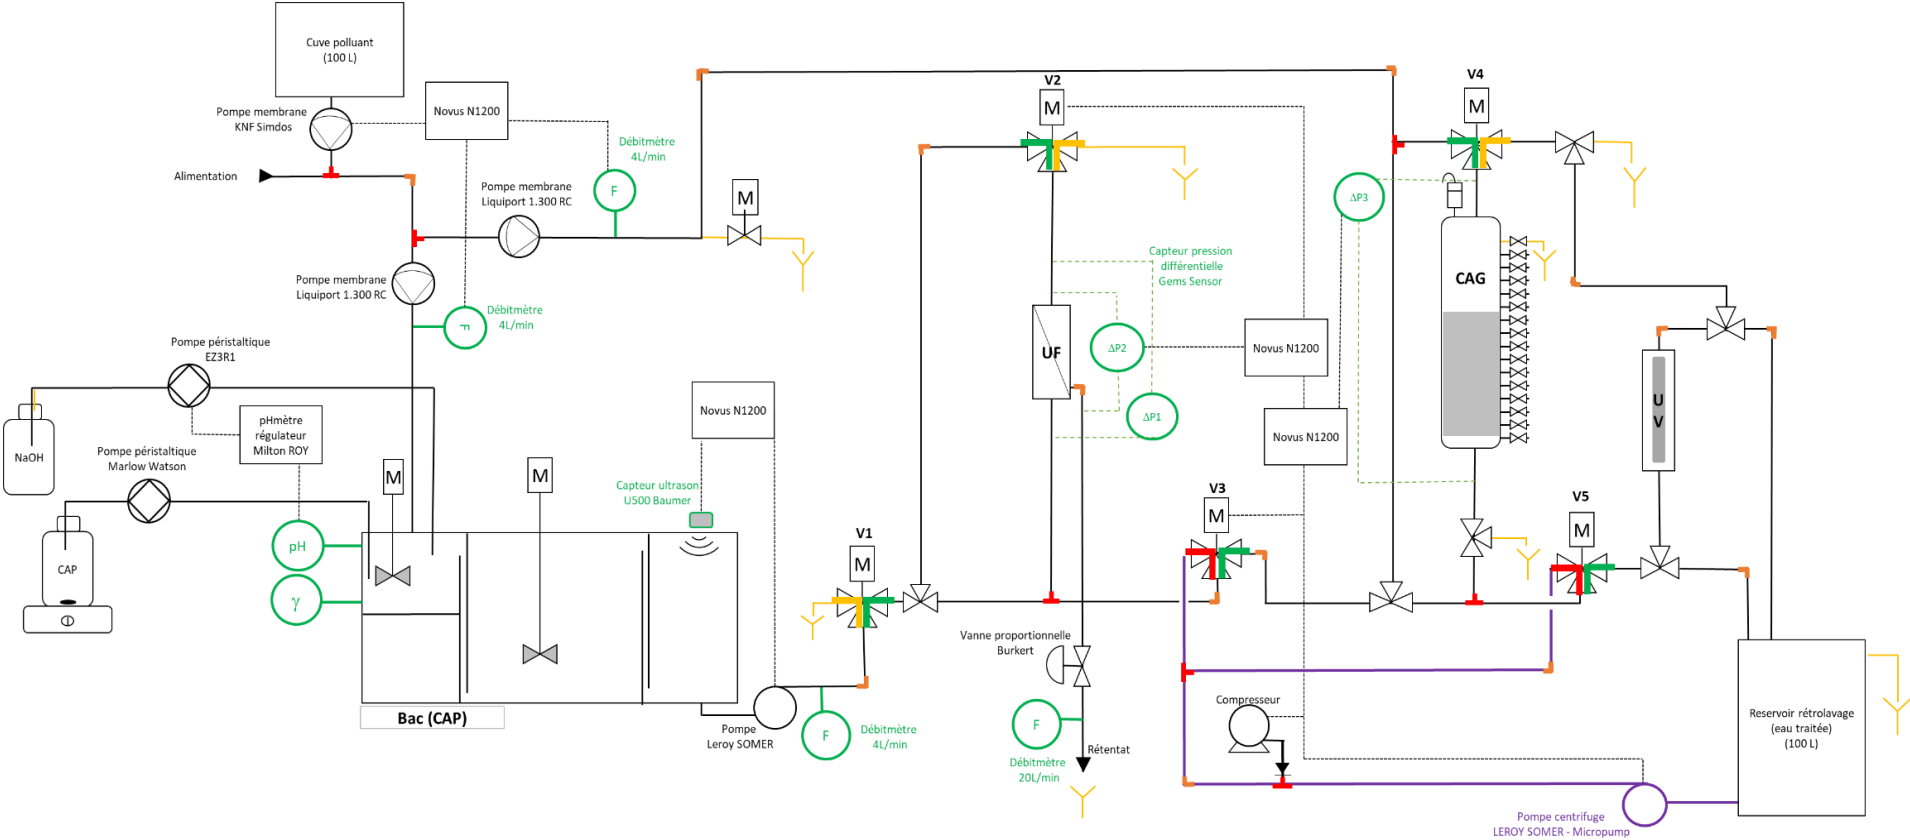 Cuve polluant
(100 L)
Pompe membrane
KNF Simdos
Novus N1200
Débitmètre
4L/min
F
Alimentation
Pompe membrane
Liquiport 1.300 RC
M
Pompe membrane
Liquiport 1.300 RC
Débitmètre
4L/min
F
Pompe péristaltique
EZ3R1
NaOH
pHmètre
régulateur
Milton ROY
Pompe péristaltique
Marlow Watson
CAP
pH
γ
M
M
Bac (CAP)
Novus N1200
Capteur ultrason
U500 Baumer
Pompe
Leroy SOMER
F
Débitmètre
4L/min
V1
M
V2
M
Capteur pression
différentielle
Gems Sensor
UF
ΔP2
ΔP1
Novus N1200
Novus N1200
ΔP3
V3
M
Vanne proportionnelle
Burkert
F
Débitmètre
20L/min
Rétentat
Compresseur
V4
M
CAG
U
V
V5
M
Reservoir rétrolavage
(eau traitée)
(100 L)
Pompe centrifuge
LEROY SOMER - Micropump